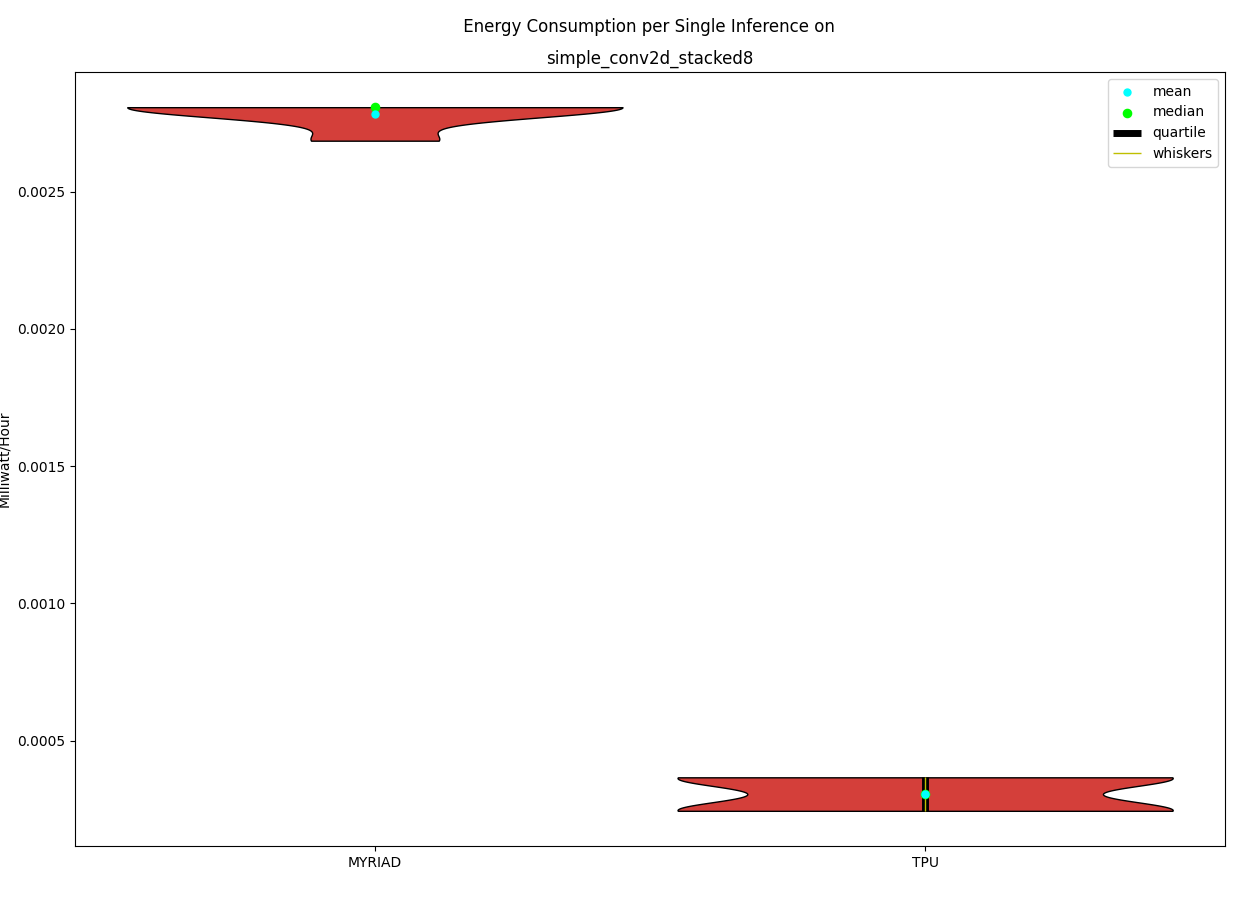 Energy Consumption per Single Inference on
simple_conv2d_stacked8
mean
median
quartile
whiskers
0.0025
0.0020
0.0015
0.0010
0.0005
Milliwatt/Hour
MYRIAD
TPU